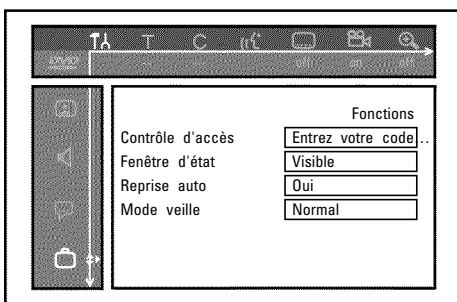 T C
DVD
off on off
Fonctions
Contrôle d'accès Entrez votre code...
Fenêtre d'état Visible
Reprise auto Oui
Mode veille Normal